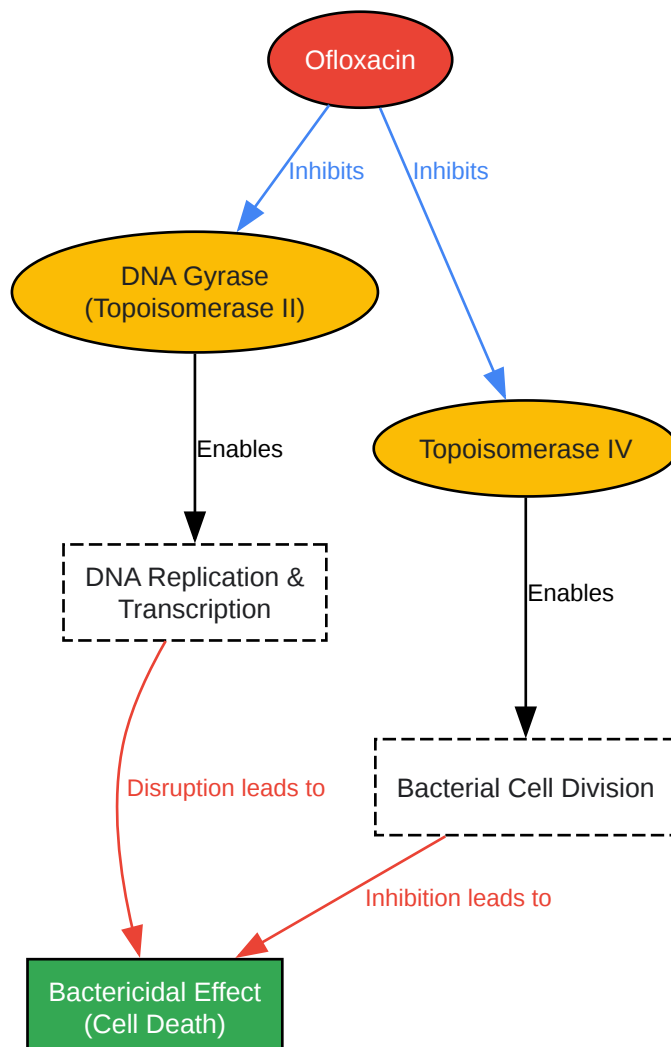 Ofloxacin
Inhibits
Inhibits
DNA Gyrase
(Topoisomerase II)
Enables
Topoisomerase IV
DNA Replication &
Transcription
Enables
Disruption leads to
Bacterial Cell Division
Inhibition leads to
Bactericidal Effect
(Cell Death)